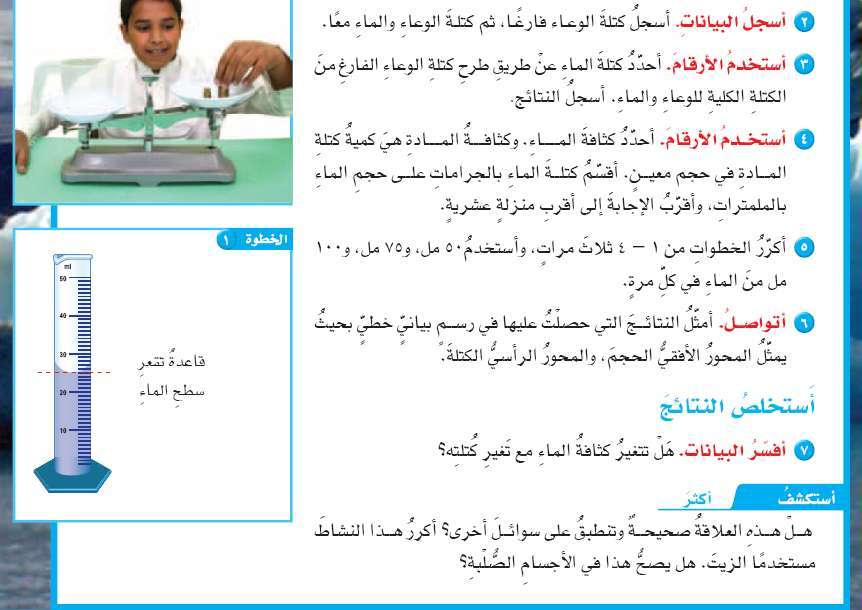 ٢ أسجل البيانات. أسجلُ كتلةَ الوعاء فارغًا، ثم كتلةَ الوعاءِ والماءِ معًا.
٣ أستخدمُ الأرقامَ. أحدّدُ كتلةَ الماءِ عنْ طريقِ طرحِ كتلةِ الوعاءِ الفارغِ منَ
الكتلةِ الكليةِ للوعاءِ والماءِ. أسجلُ النتائج.
٤ أستخدمُ الأرقامَ. أحدّدُ كثافةَ الماءِ. وكثافةُ المادةِ هيَ كميةُ كتلةِ
المادةِ في حجم معينٍ. أقسّمُ كتلةَ الماءِ بالجراماتِ على حجمِ الماءِ
بالملمتراتِ، وأقرّبُ الإجابةَ إلى أقربِ منزلةٍ عشريةٍ.
٥ أكرّرُ الخطواتِ من ١ – ٤ ثلاثَ مراتٍ، وأستخدمُ ٥٠ مل، و٧٥ مل، و١٠٠
مل منَ الماءِ في كلِّ مرةٍ.
٦ أتواصلُ. أمثّلُ النتائجَ التي حصلْتُ عليها في رسمٍ بيانيٍّ خطيٍّ بحيثُ
يمثّلُ المحورُ الأفقيُّ الحجمَ، والمحورُ الرأسيُّ الكتلةَ.
أَستخلصُ النتائجَ
٧ أفسّرُ البيانات. هَلْ تتغيرُ كثافةُ الماءِ مع تَغيرِ كُتلتِه؟
أستكشفُ أكثرَ
هلْ هذهِ العلاقةُ صحيحةٌ وتنطبقُ على سوائلَ أخرى؟ أكررُ هذا النشاطَ
مستخدمًا الزيتَ. هل يصحُّ هذا في الأجسامِ الصُّلْبةِ؟
الخطوة ١
ml
50
40
30
20
10
قاعدةُ تقعرِ
سطحِ الماءِ